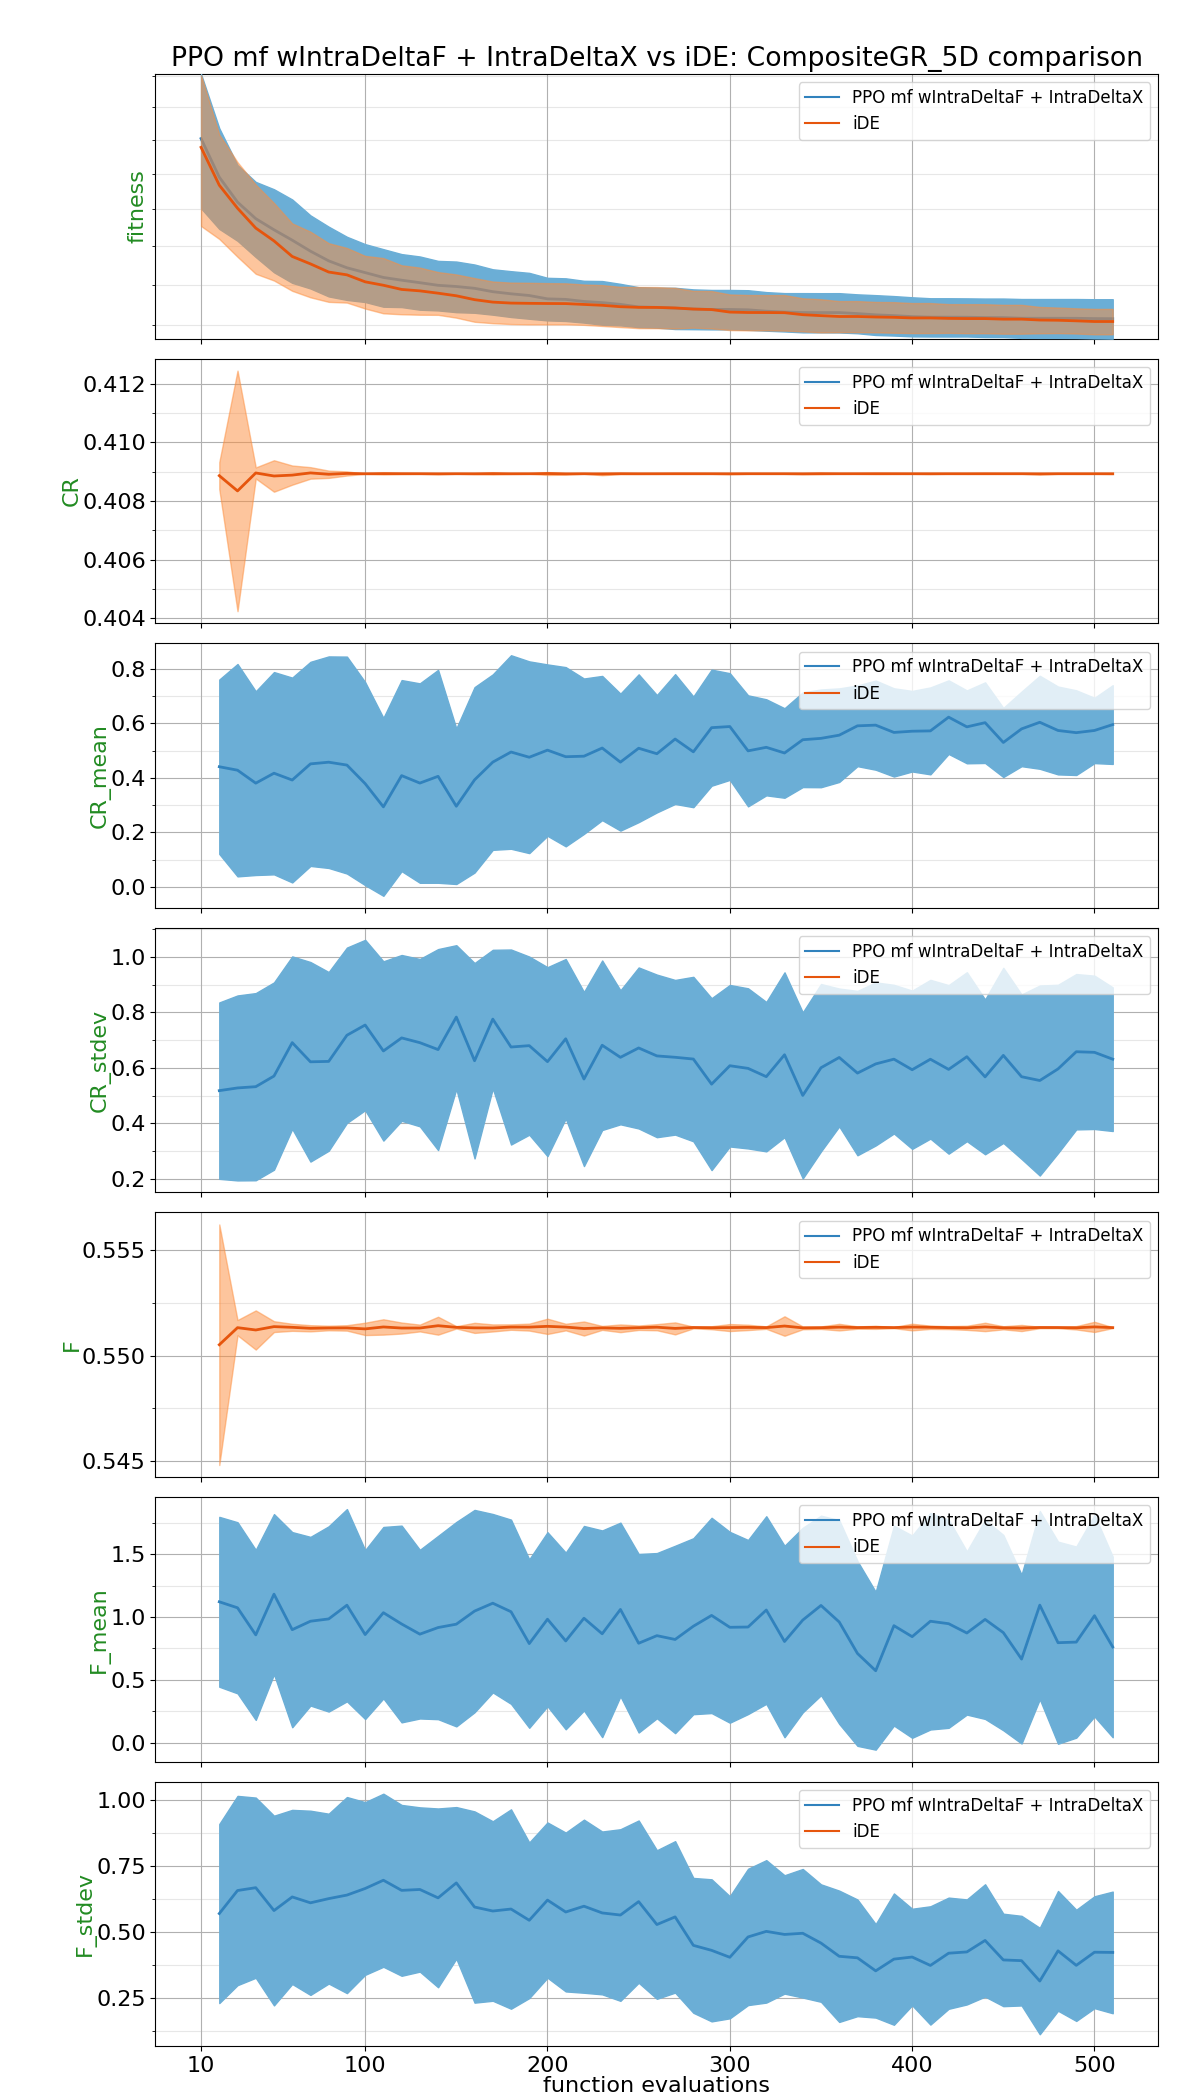 PPO mf wIntraDeltaF + IntraDeltaX vs iDE: CompositeGR_5D comparison
fitness
PPO mf wIntraDeltaF + IntraDeltaX
iDE
CR
0.412
0.410
0.408
0.406
0.404
PPO mf wIntraDeltaF + IntraDeltaX
iDE
CR_mean
0.8
0.6
0.4
0.2
0.0
PPO mf wIntraDeltaF + IntraDeltaX
iDE
CR_stdev
1.0
0.8
0.6
0.4
0.2
PPO mf wIntraDeltaF + IntraDeltaX
iDE
F
0.555
0.550
0.545
PPO mf wIntraDeltaF + IntraDeltaX
iDE
F_mean
1.5
1.0
0.5
0.0
PPO mf wIntraDeltaF + IntraDeltaX
iDE
F_stdev
1.00
0.75
0.50
0.25
PPO mf wIntraDeltaF + IntraDeltaX
iDE
10 100 200 300 400 500
function evaluations